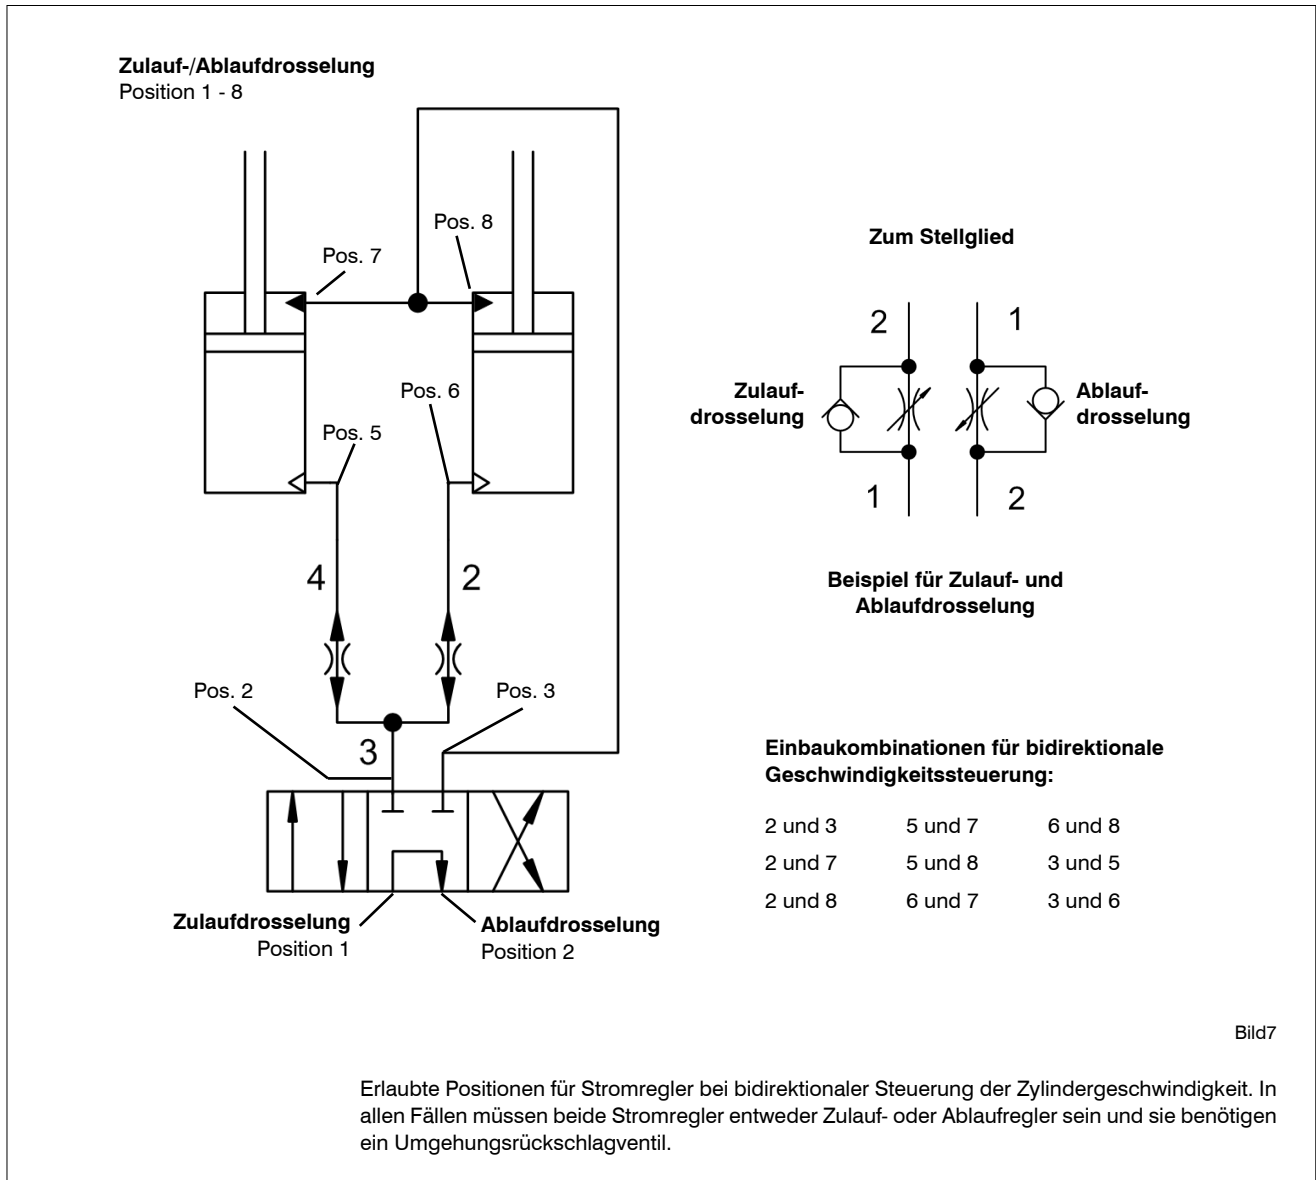 Zulauf-/Ablaufdrosselung
Position 1 - 8
Pos. 8
Pos. 7
Pos. 6
Pos. 5
4
2
Pos. 2
Pos. 3
3
Zulaufdrosselung
Position 1
Ablaufdrosselung
Position 2
Zum Stellglied
2
1
Zulauf-
drosselung
Ablauf-
drosselung
1
2
Beispiel für Zulauf- und
Ablaufdrosselung
Einbaukombinationen für bidirektionale
Geschwindigkeitssteuerung:
2 und 3 5 und 7 6 und 8
2 und 7 5 und 8 3 und 5
2 und 8 6 und 7 3 und 6
Bild7
Erlaubte Positionen für Stromregler bei bidirektionaler Steuerung der Zylindergeschwindigkeit. In
allen Fällen müssen beide Stromregler entweder Zulauf- oder Ablaufregler sein und sie benötigen
ein Umgehungsrückschlagventil.